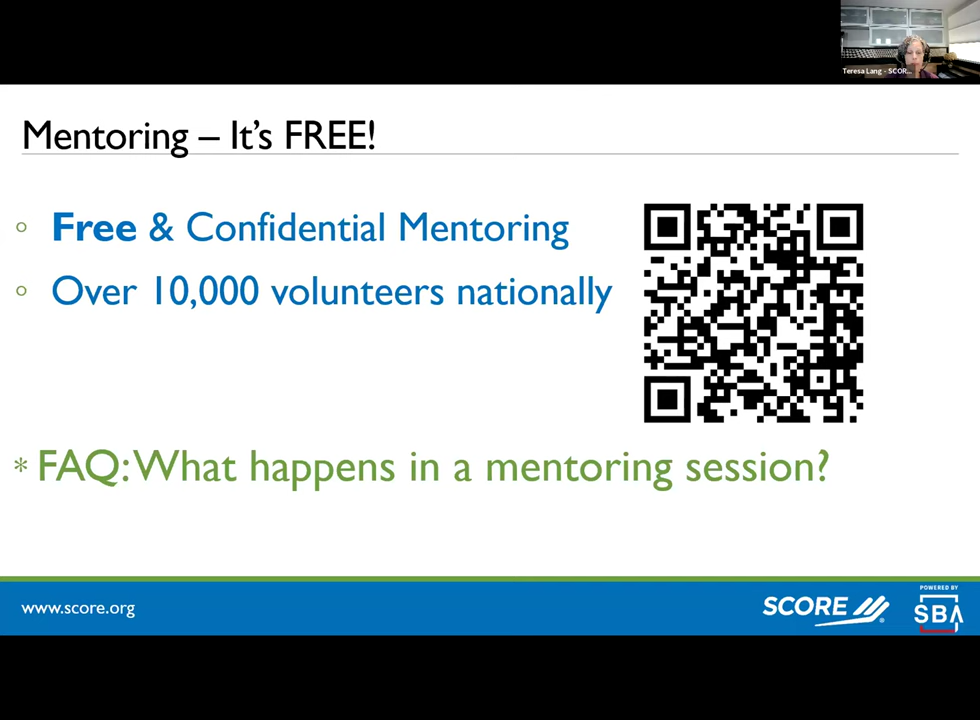 Teresa Lang - SCOR...
Mentoring – It's FREE!
Free & Confidential Mentoring
Over 10,000 volunteers nationally
* FAQ: What happens in a mentoring session?
www.score.org
SCORE
POWERED BY
SBA